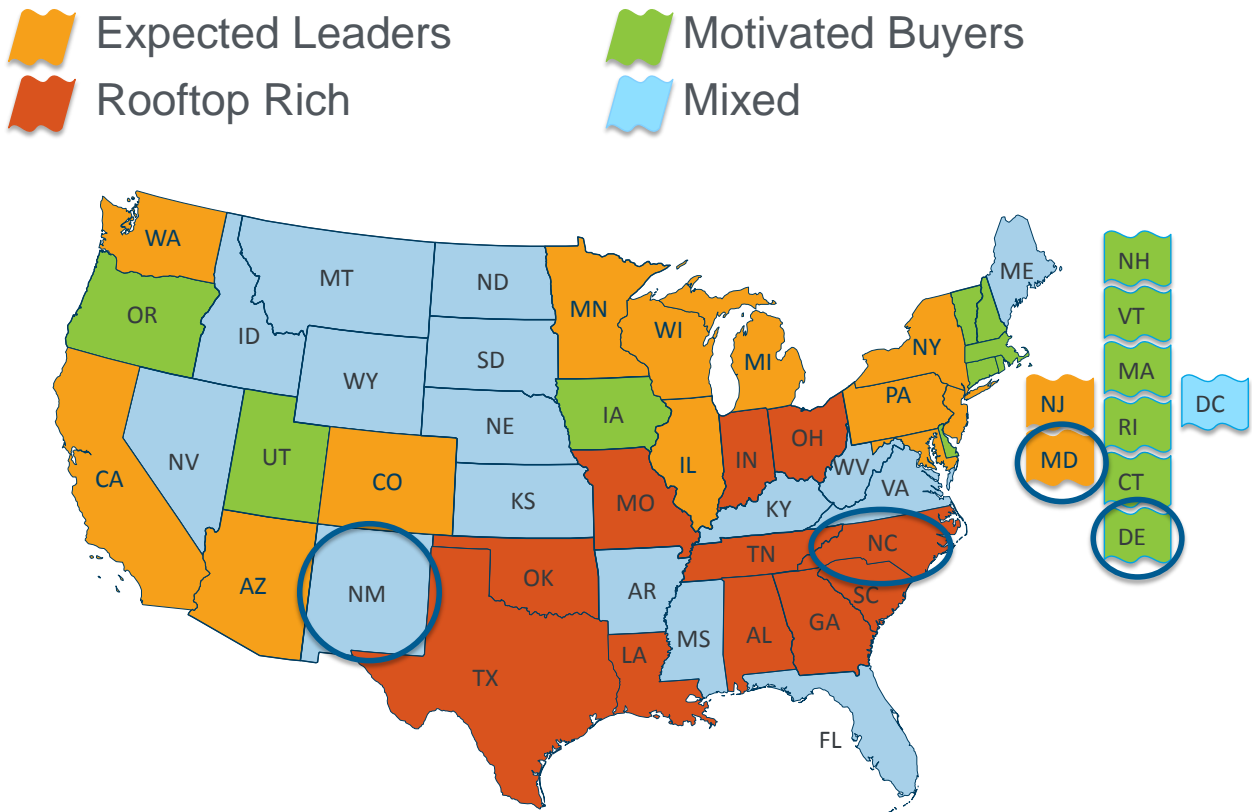 Expected Leaders
Motivated Buyers
Rooftop Rich
Mixed
WA
MT
ND
MN
ME
NH
OR
ID
SD
WI
MI
NY
VT
WY
MA
NE
IA
PA
NJ
DC
NV
UT
CO
IL
IN
OH
RI
CA
KS
MO
WV
VA
MD
CT
KY
AZ
NM
OK
TN
NC
DE
AR
SC
MS
AL
GA
LA
TX
FL